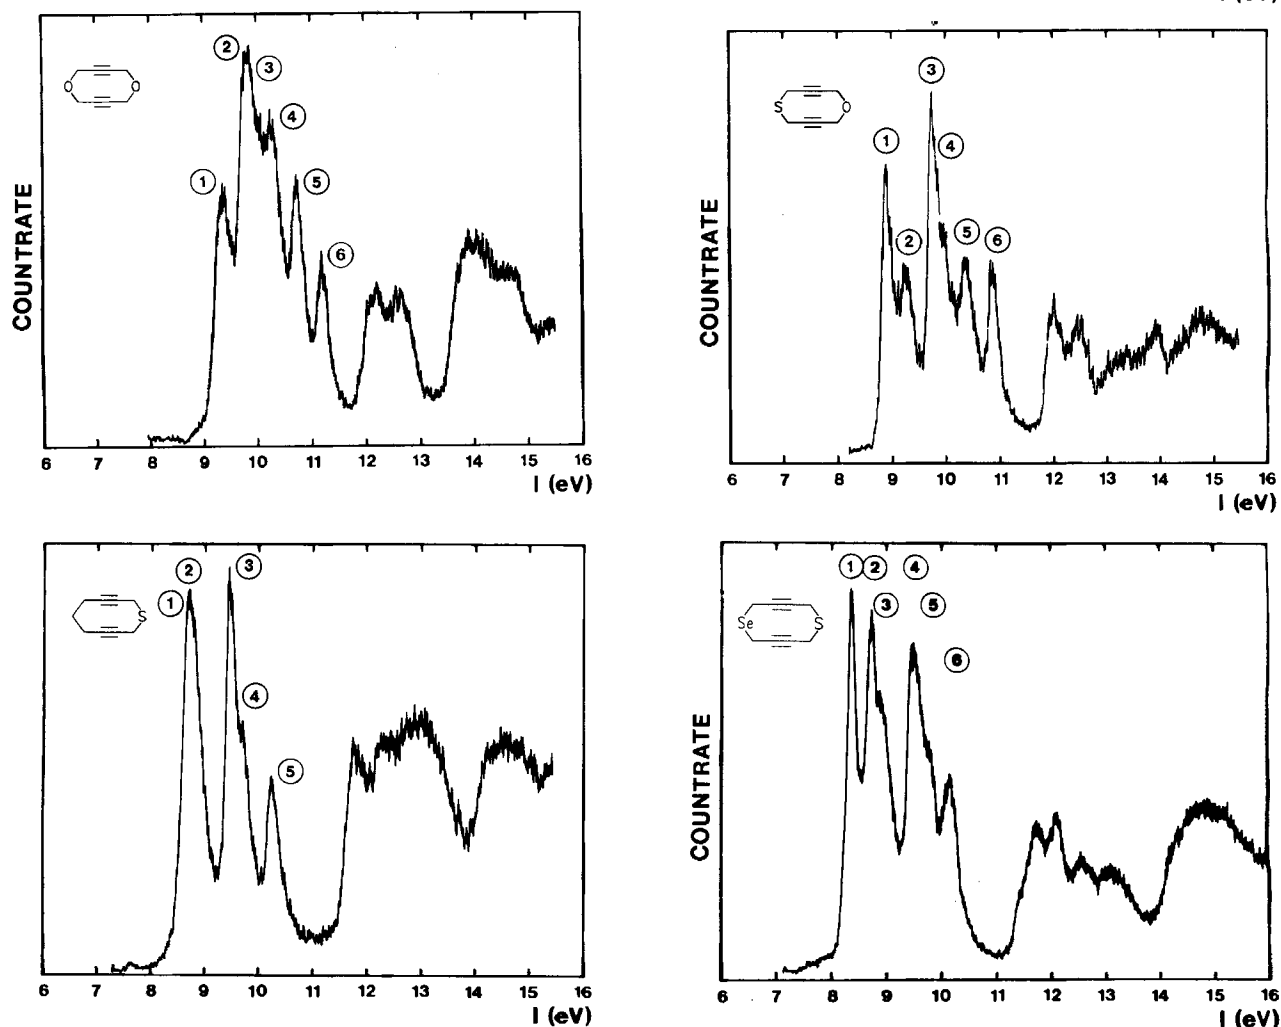 ② ③ ④ ① ⑤ ⑥
O O
COUNTRATE
6 7 8 9 10 11 12 13 14 15 16
I (eV)
③ ① ④ ② ⑤ ⑥
S O
COUNTRATE
6 7 8 9 10 11 12 13 14 15 16
I (eV)
② ③ ① ④ ⑤
S
COUNTRATE
6 7 8 9 10 11 12 13 14 15 16
I (eV)
① ② ④ ③ ⑤ ⑥
Se S
COUNTRATE
6 7 8 9 10 11 12 13 14 15 16
I (eV)